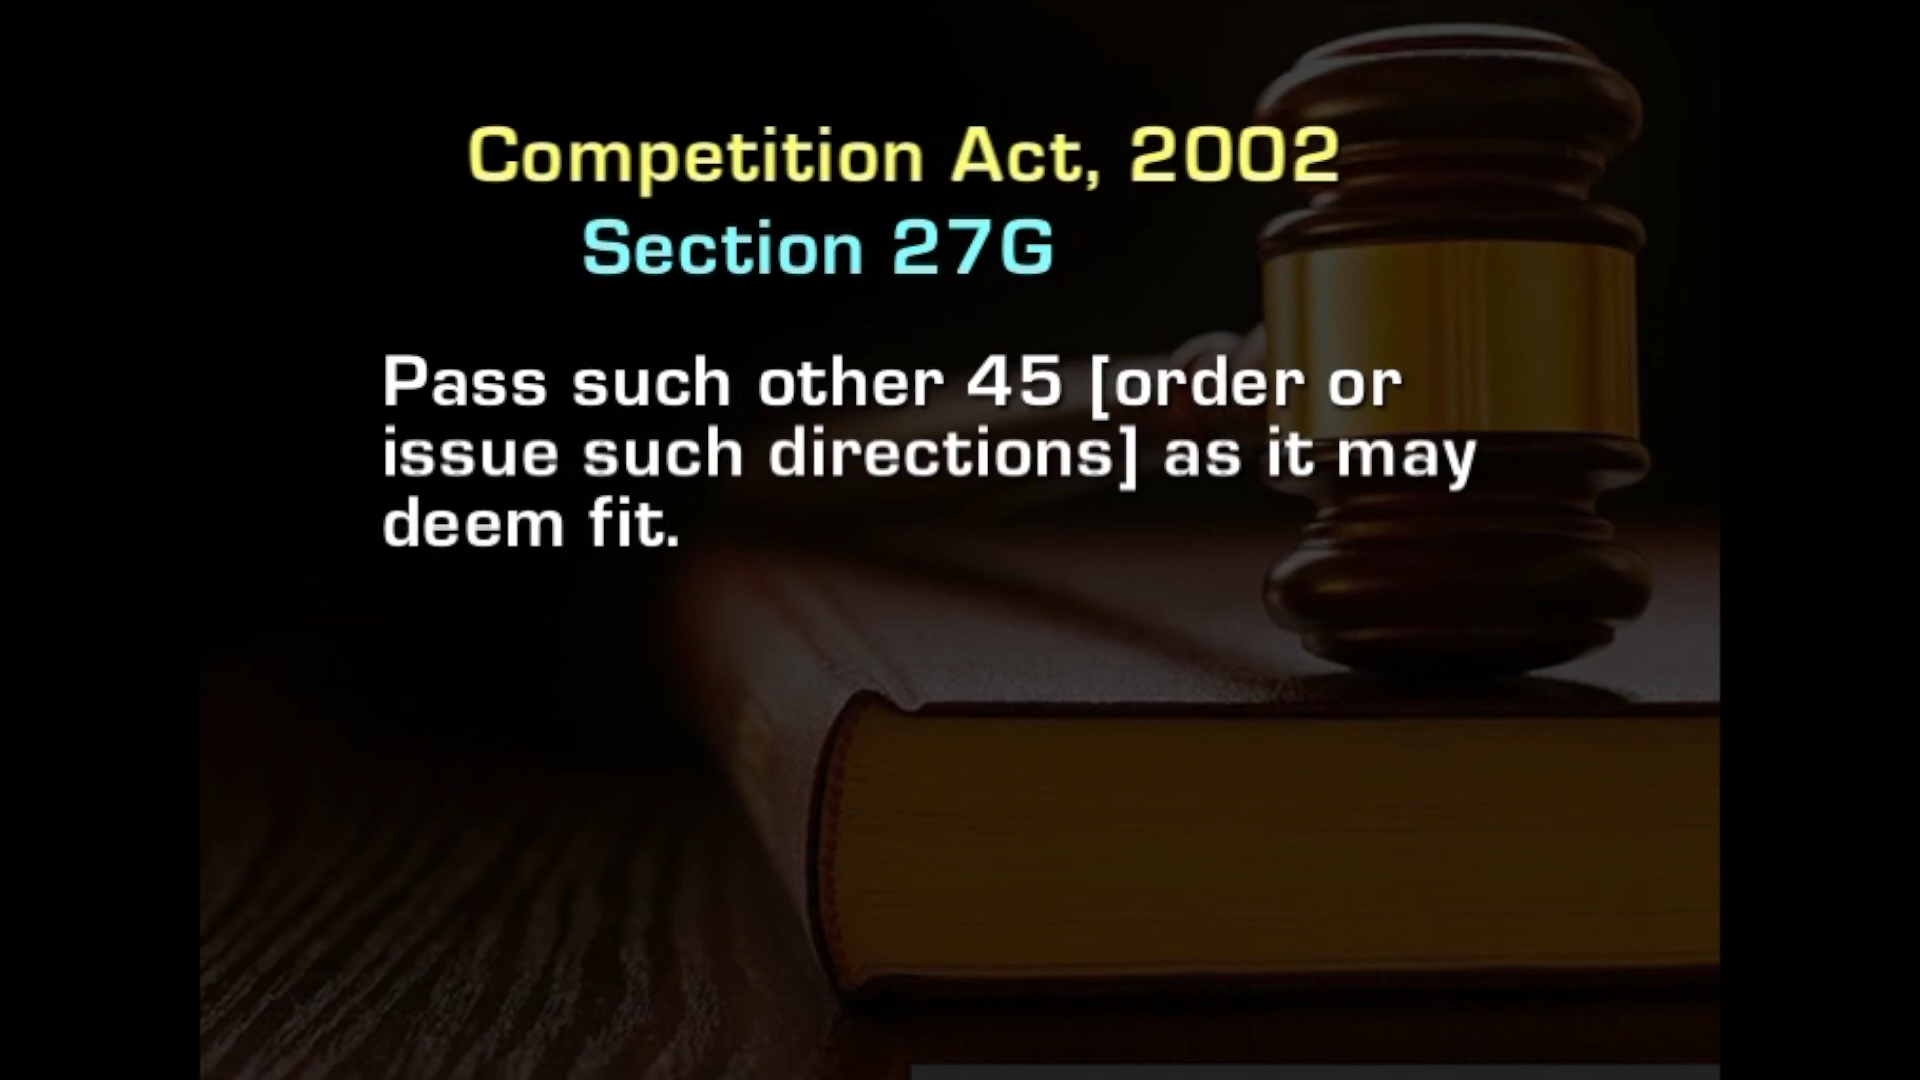 Competition Act, 2002
Section 27G
Pass such other 45 [order or
issue such directions] as it may
deem fit.